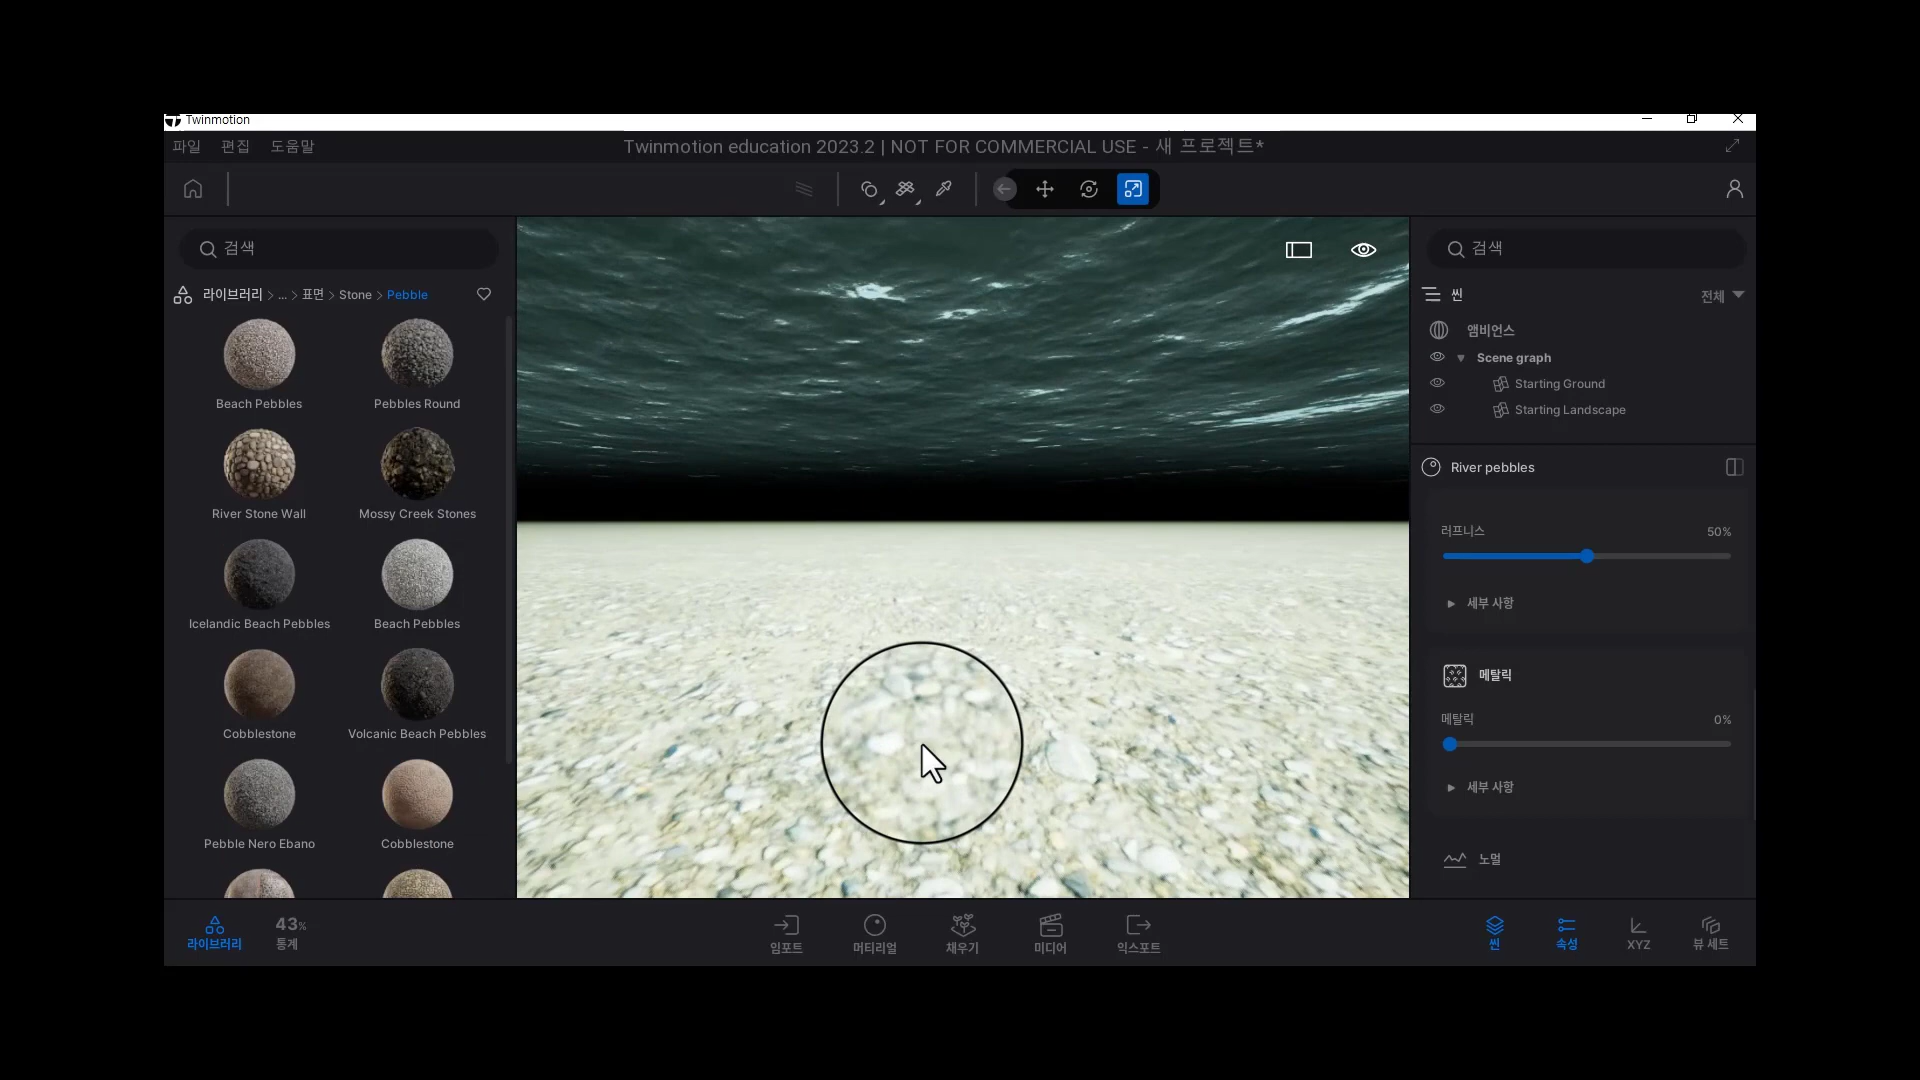 Twinmotion
파일 편집 도움말
Twinmotion education 2023.2 | NOT FOR COMMERCIAL USE - 새 프로젝트*
검색
라이브러리 > ... > 표면 > Stone > Pebble
Beach Pebbles
Pebbles Round
River Stone Wall
Mossy Creek Stones
Icelandic Beach Pebbles
Beach Pebbles
Cobblestone
Volcanic Beach Pebbles
Pebble Nero Ebano
Cobblestone
검색
씬
전체
앰비언스
Scene graph
Starting Ground
Starting Landscape
River pebbles
러프니스 50%
세부 사항
메탈릭
메탈릭 0%
세부 사항
노멀
라이브러리
43%
통계
임포트
머티리얼
채우기
미디어
익스포트
씬
속성
XYZ
뷰 세트